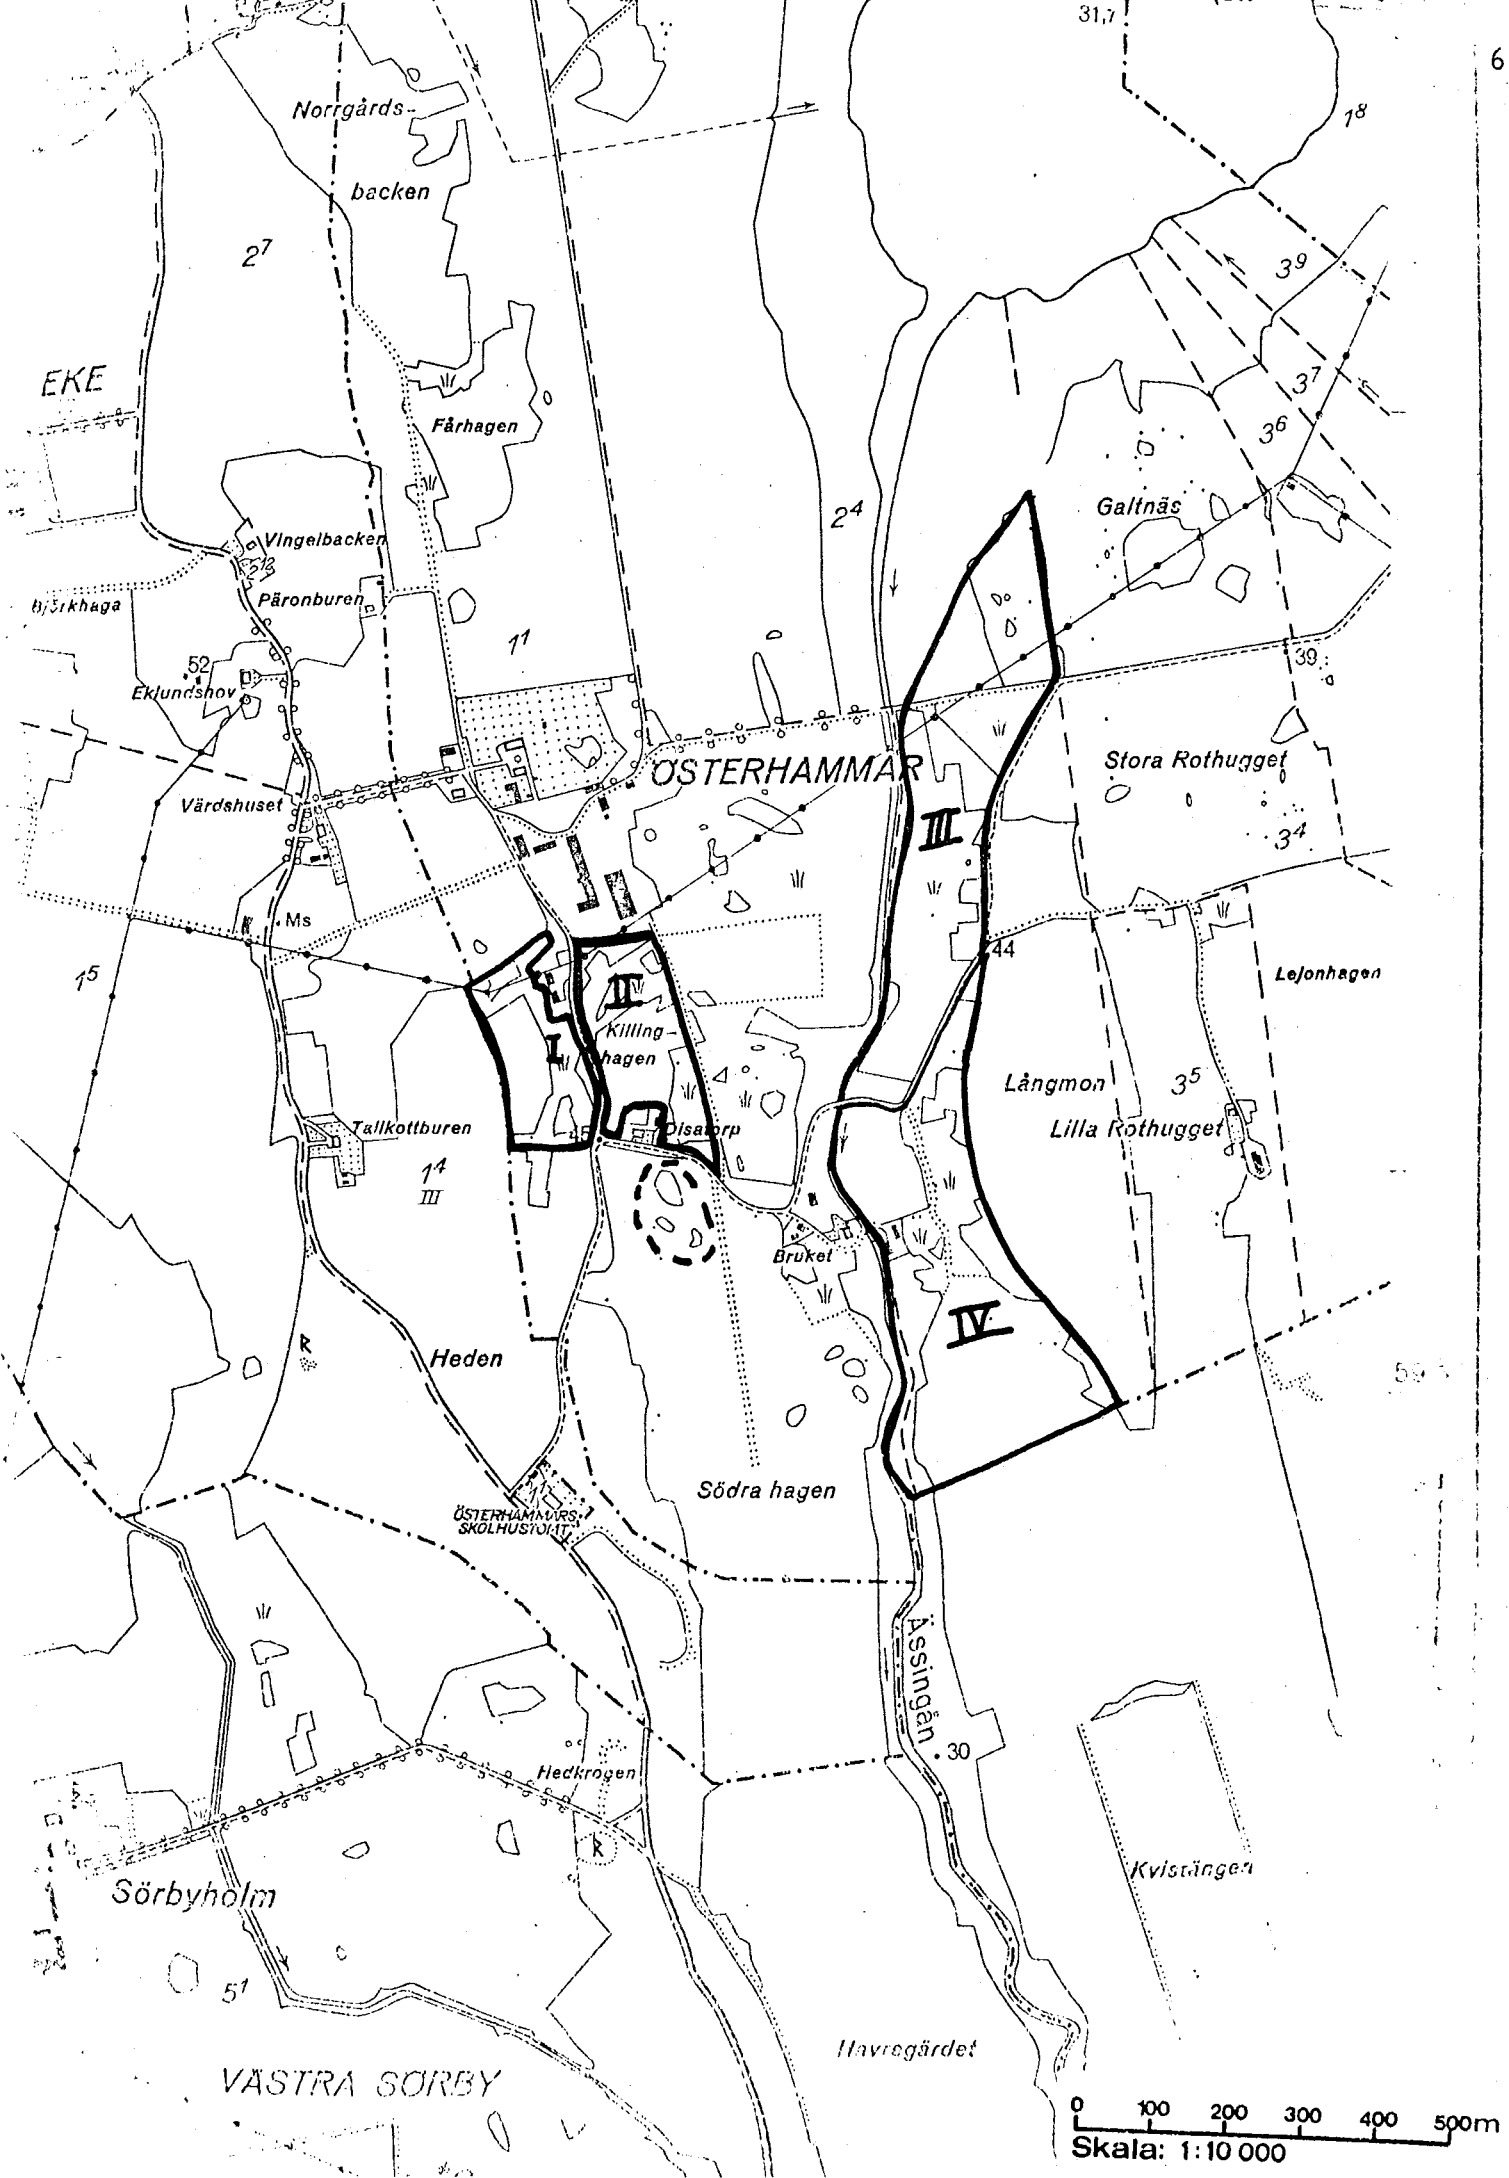 31,7
6
Norrgårds-
backen
1⁸
2⁷
3⁹
EKE
3⁷
Fårhagen
3⁶
2⁴
Galtnäs
Vingelbacken
Björkhaga
Päronburen
1¹
52
39
Eklundshov
ÖSTERHAMMAR
Stora Rothugget
Värdshuset
III
3⁴
Ms
44
1⁵
Lejonhagen
II
Killing-
hagen
I
Långmon
3⁵
Tallkottburen
Disatorp
Lilla Rothugget
1⁴
III
Bruket
IV
R
Heden
Södra hagen
ÖSTERHAMMARS
SKOLHUSTOMT
Ässingån
30
Hedkrogen
R
Kvistängen
Sörbyholm
5¹
Havregärdet
VÄSTRA SÖRBY
0 100 200 300 400 500m
Skala: 1:10 000